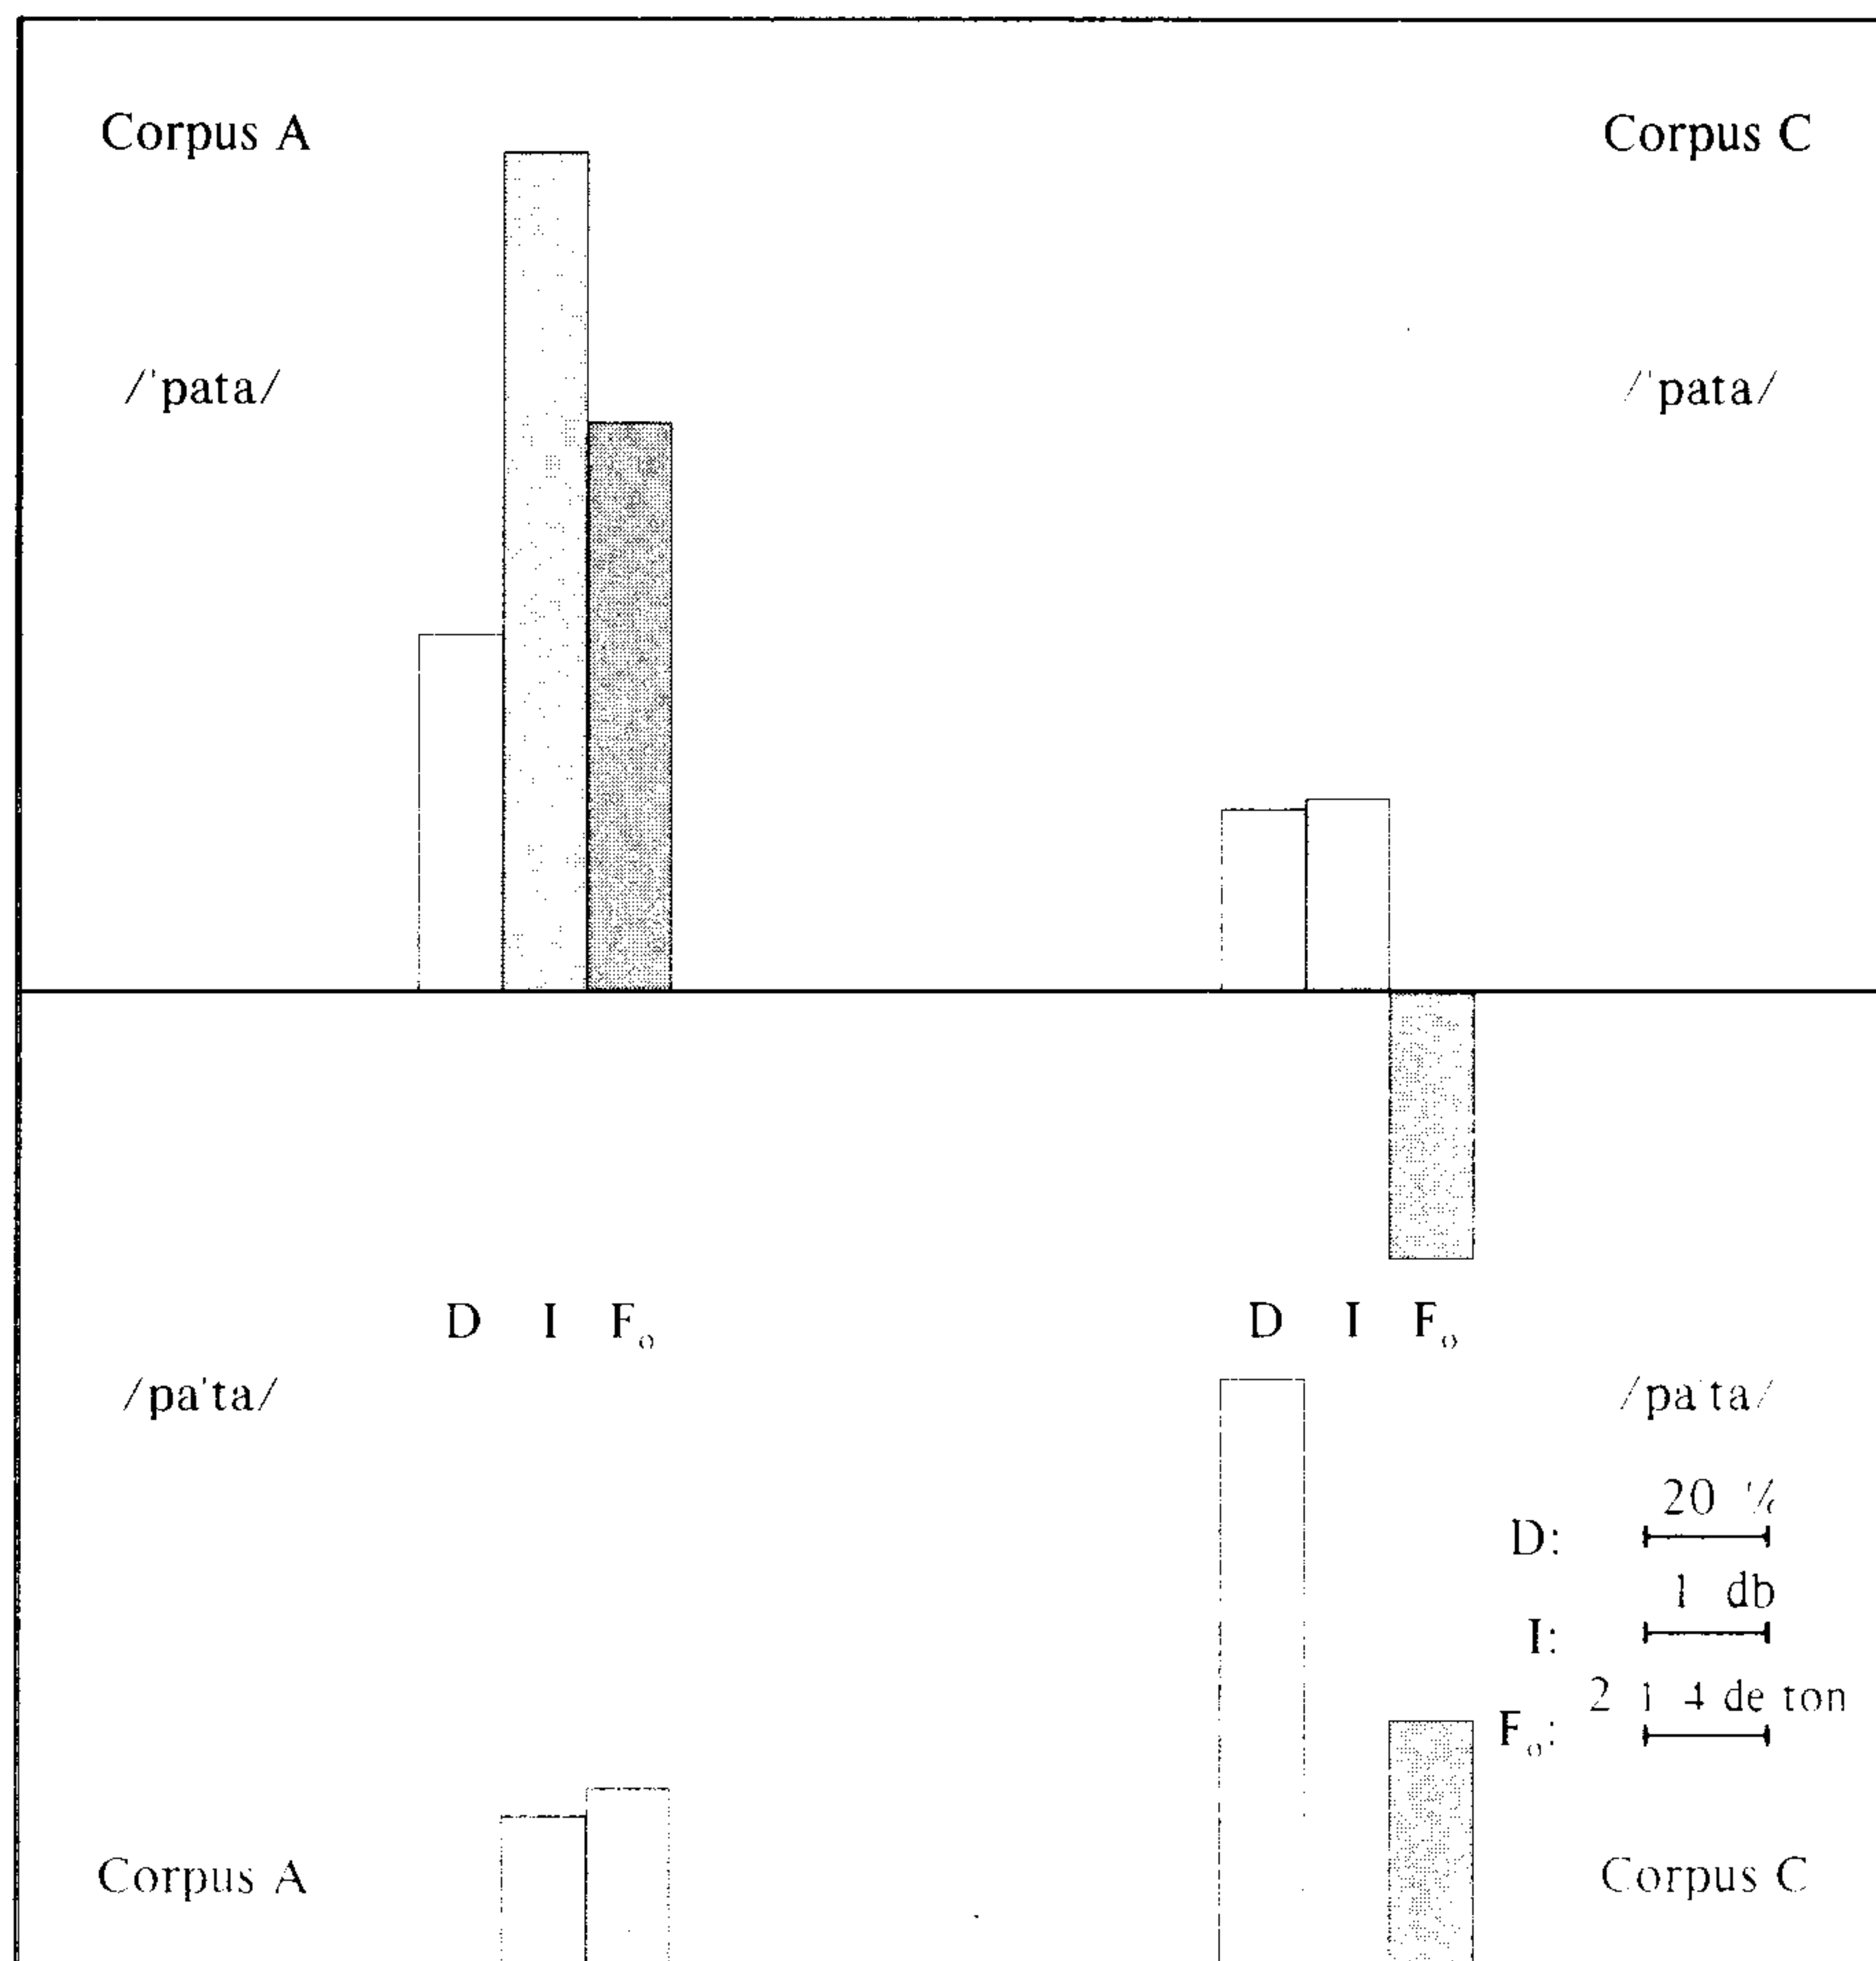 Corpus A Corpus C
/'pata/ /'pata/
D I F₀ D I F₀
/pa'ta/ /pa'ta/
20 %
D:
1 db
I:
2 1 4 de ton
F₀:
Corpus A Corpus C